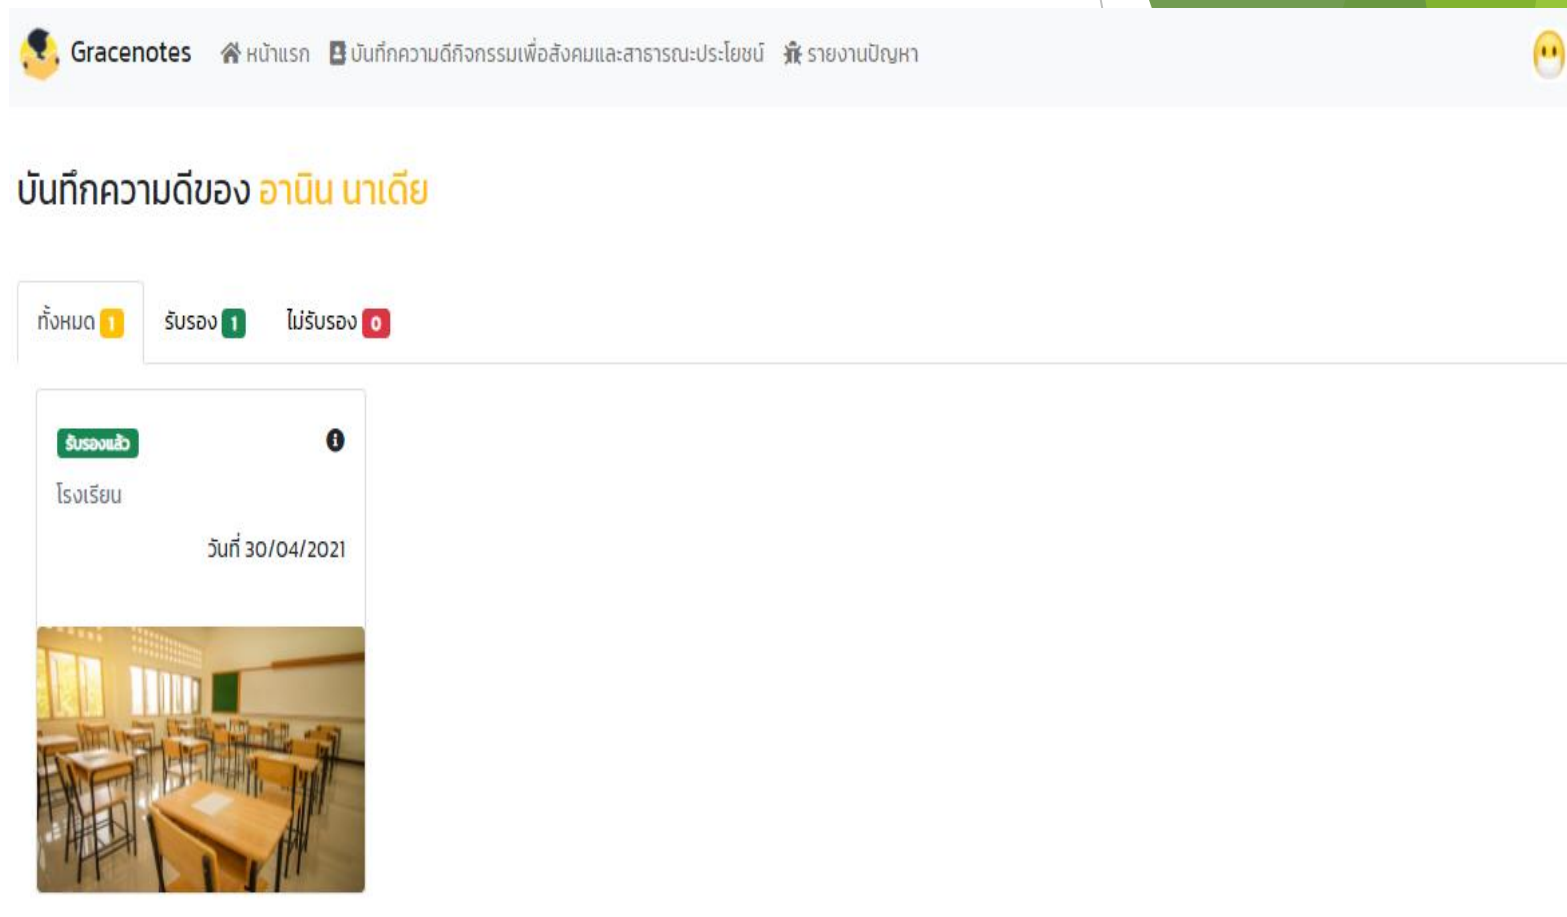 Gracenotes หน้าแรก บันทึกความดีกิจกรรมเพื่อสังคมและสาธารณะประโยชน์ รายงานปัญหา
บันทึกความดีของ อานิน นาเดีย
ทั้งหมด 1 รับรอง 1 ไม่รับรอง 0
รับรองแล้ว
โรงเรียน
วันที่ 30/04/2021